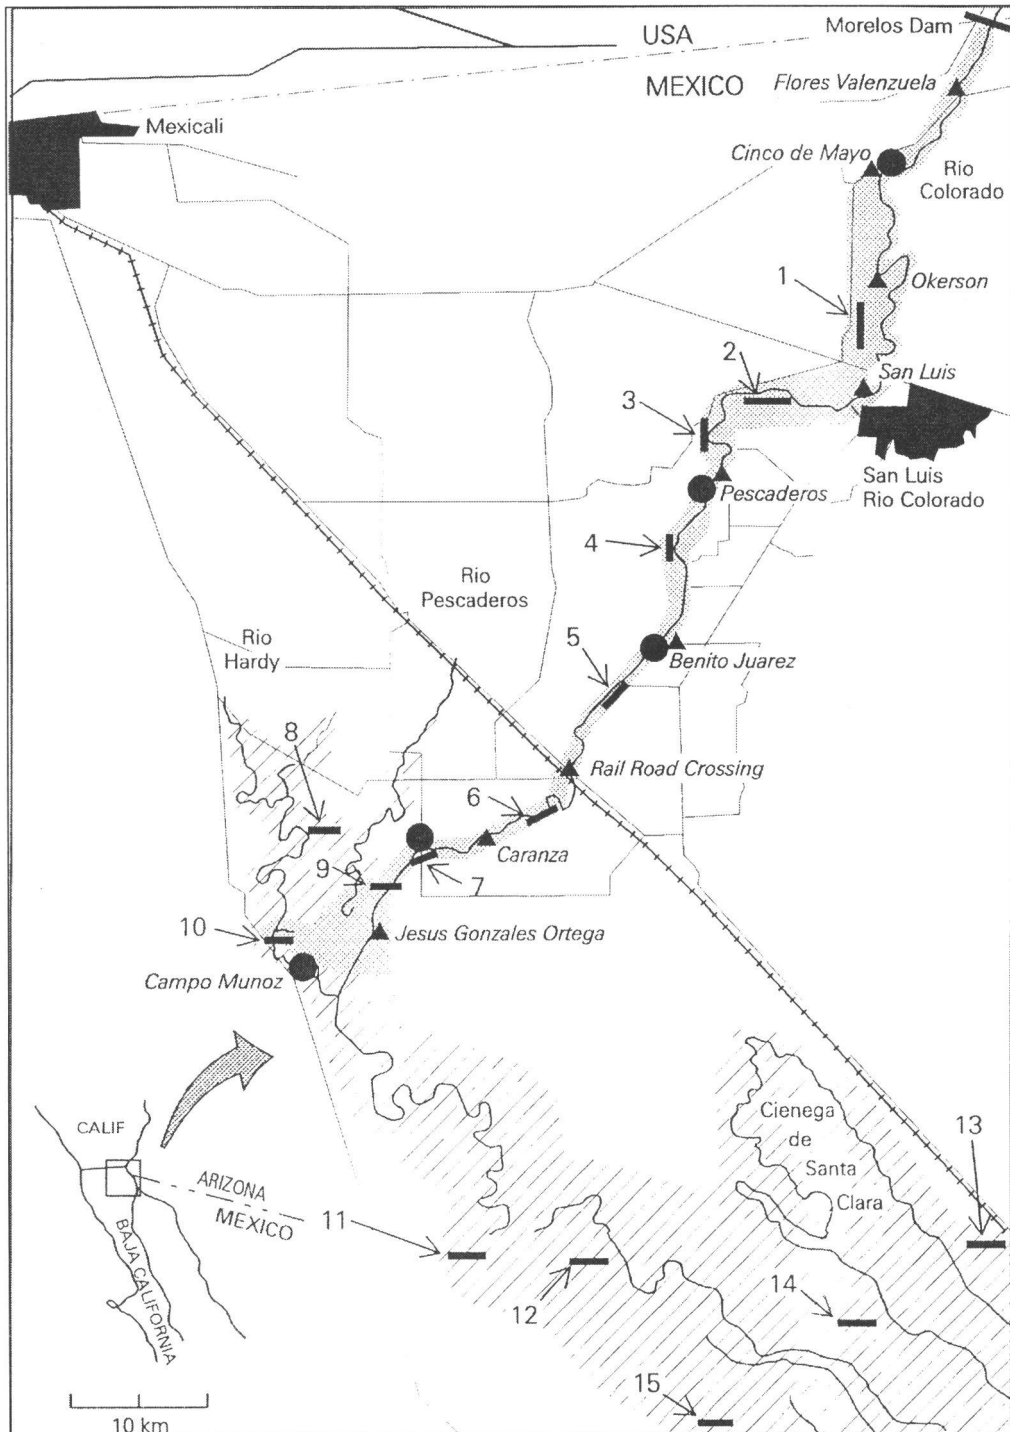 USA
Morelos Dam
MEXICO
Flores Valenzuela
Mexicali
Cinco de Mayo
Rio
Colorado
1
Okerson
2
San Luis
3
San Luis
Rio Colorado
Pescaderos
4
Rio
Pescaderos
Rio
Hardy
5
Benito Juarez
8
Rail Road Crossing
6
Caranza
9
7
10
Jesus Gonzales Ortega
Campo Munoz
Cienega
de
Santa
Clara
13
CALIF
ARIZONA
MEXICO
BAJA CALIFORNIA
11
12
14
15
10 km